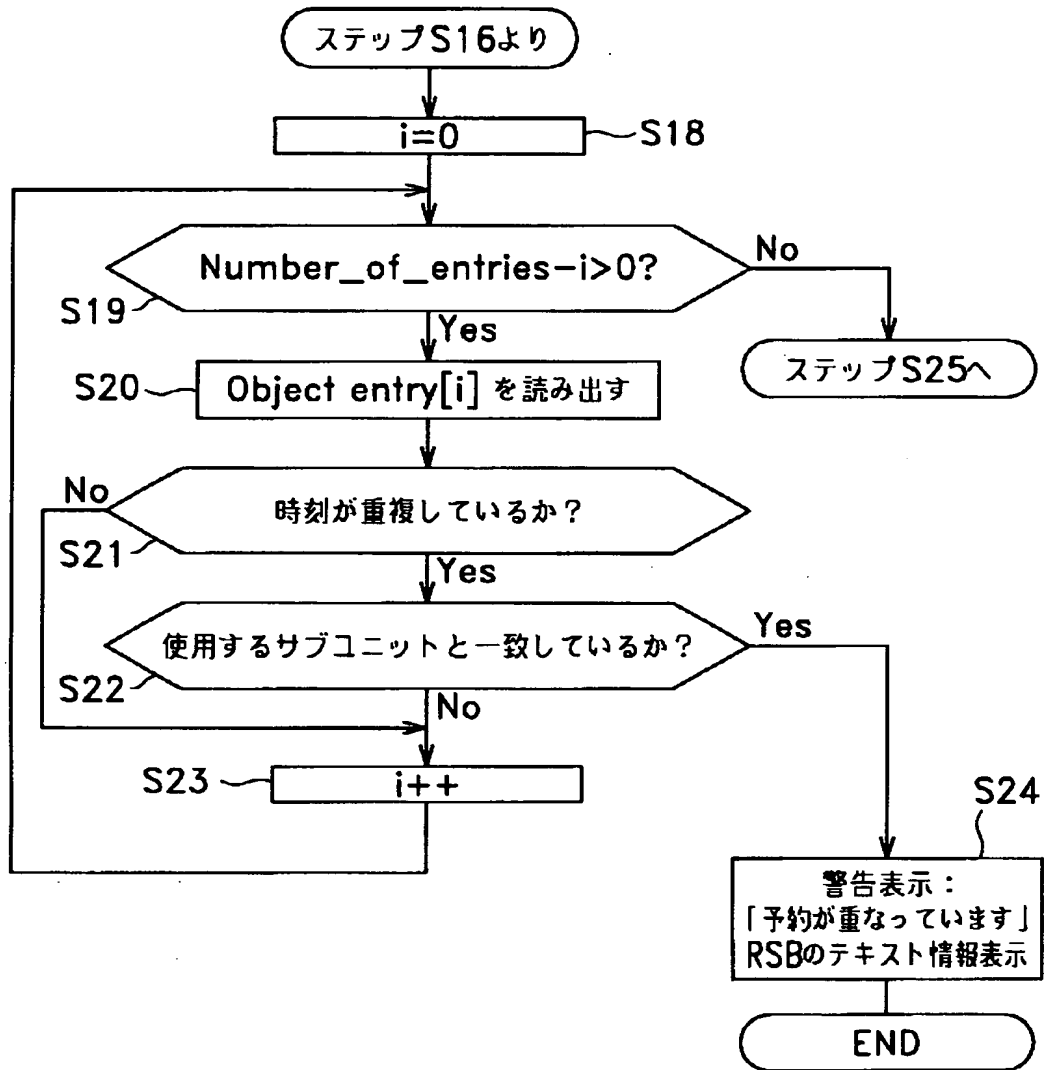 ステップS16より
i=0
S18
Number_of_entries-i>0?
No
S19
Yes
ステップS25へ
S20
Object entry[i] を読み出す
No
時刻が重複しているか？
S21
Yes
使用するサブユニットと一致しているか？
Yes
S22
No
S23
i++
S24
警告表示：
「予約が重なっています」
RSBのテキスト情報表示
END